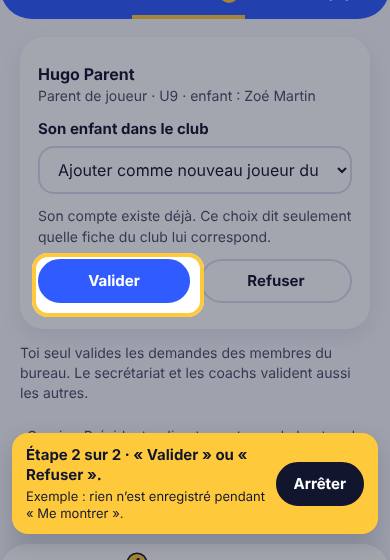 Hugo Parent
Parent de joueur · U9 · enfant : Zoé Martin
Son enfant dans le club
Ajouter comme nouveau joueur du
Son compte existe déjà. Ce choix dit seulement
quelle fiche du club lui correspond.
Valider
Refuser
Toi seul valides les demandes des membres du
bureau. Le secrétariat et les coachs valident aussi
les autres.
Étape 2 sur 2 · « Valider » ou «
Refuser ».
Exemple : rien n’est enregistré pendant
« Me montrer ».
Arrêter